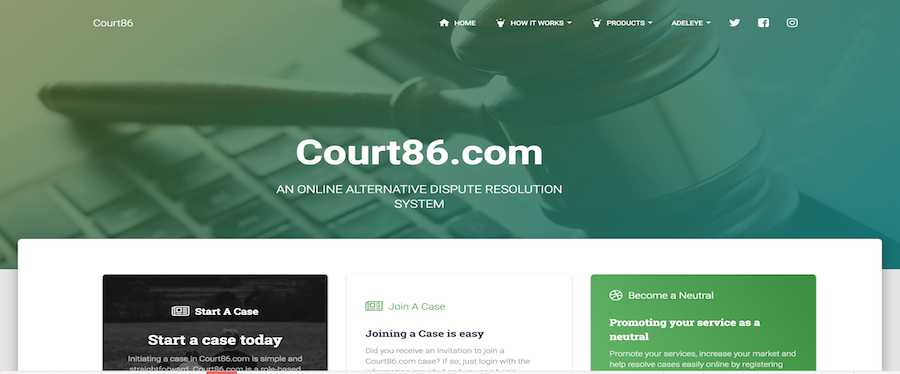 Court86
HOME
HOW IT WORKS
PRODUCTS
ADELEYE
Court86.com
AN ONLINE ALTERNATIVE DISPUTE RESOLUTION
SYSTEM
Start A Case
Start a case today
Initiating a case in Court86.com is simple and
straightforward. Court86.com is a role-based
Join A Case
Joining a Case is easy
Did you receive an invitation to join a
Court86.com case? If so, just login with the
information provided and you can begin
Become a Neutral
Promoting your service as a
neutral
Promote your services, increase your market and
help resolve cases easily online by registering